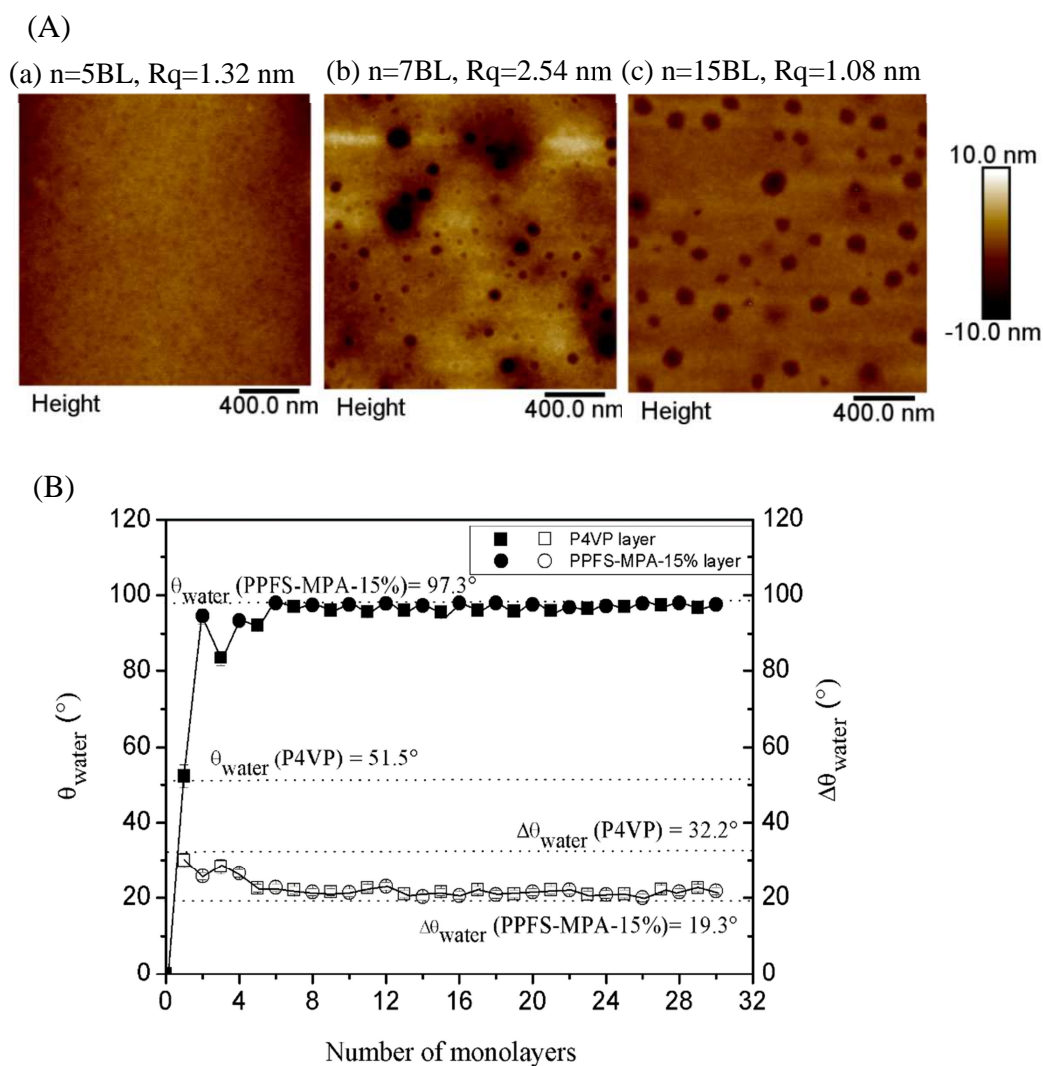 (A)
(a) n=5BL, Rq=1.32 nm (b) n=7BL, Rq=2.54 nm (c) n=15BL, Rq=1.08 nm
10.0 nm
-10.0 nm
Height 400.0 nm Height 400.0 nm Height 400.0 nm
(B)
120 120
P4VP layer
PPFS-MPA-15% layer
θwater (PPFS-MPA-15%)= 97.3°
100 100
80 80
θwater (°) Δθwater (°)
60 60
θwater (P4VP) = 51.5°
40 40
Δθwater (P4VP) = 32.2°
20 20
Δθwater (PPFS-MPA-15%)= 19.3°
0 0
0 4 8 12 16 20 24 28 32
Number of monolayers